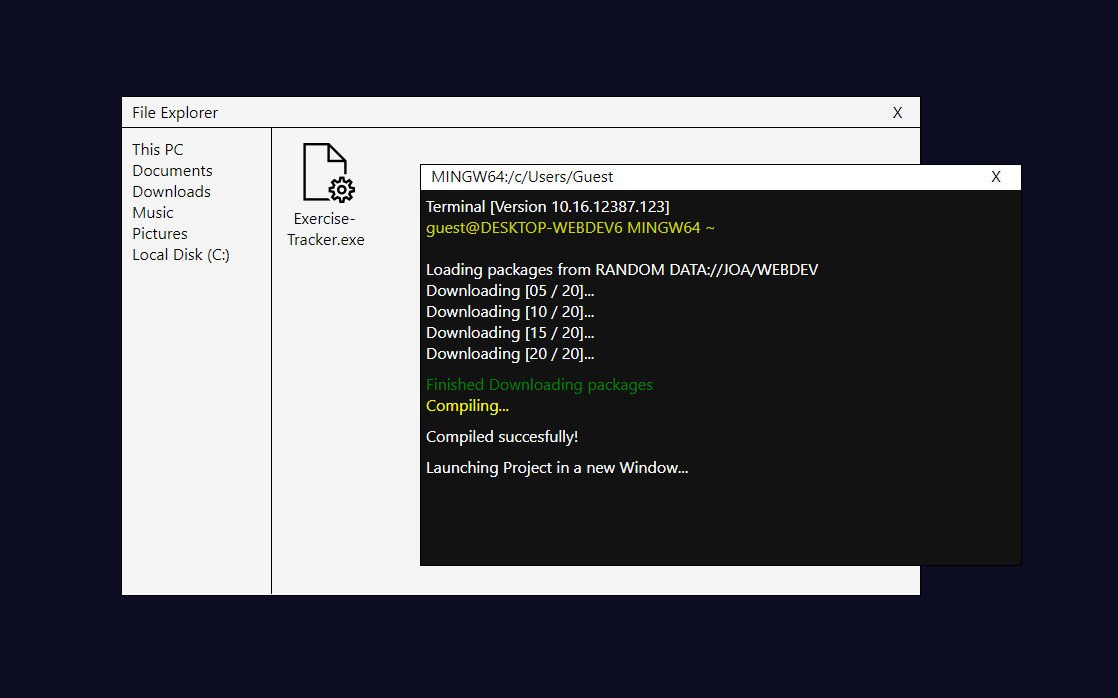 File Explorer
X
This PC
Documents
Downloads
Music
Pictures
Local Disk (C:)
Exercise-
Tracker.exe
MINGW64:/c/Users/Guest
X
Terminal [Version 10.16.12387.123]
guest@DESKTOP-WEBDEV6 MINGW64 ~
Loading packages from RANDOM DATA://JOA/WEBDEV
Downloading [05 / 20]...
Downloading [10 / 20]...
Downloading [15 / 20]...
Downloading [20 / 20]...
Finished Downloading packages
Compiling...
Compiled succesfully!
Launching Project in a new Window...